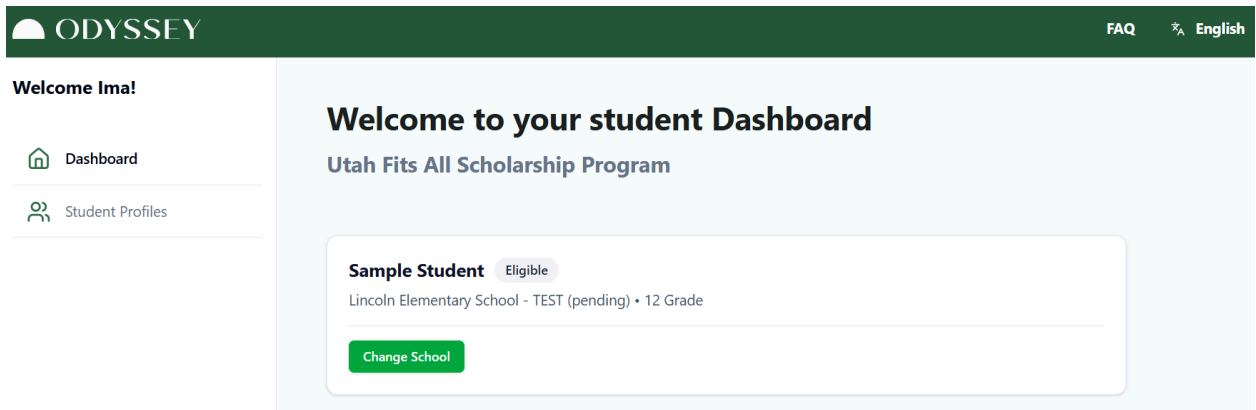 ODYSSEY
FAQ
English
Welcome Ima!
Dashboard
Student Profiles
Welcome to your student Dashboard
Utah Fits All Scholarship Program
Sample Student Eligible
Lincoln Elementary School - TEST (pending) • 12 Grade
Change School